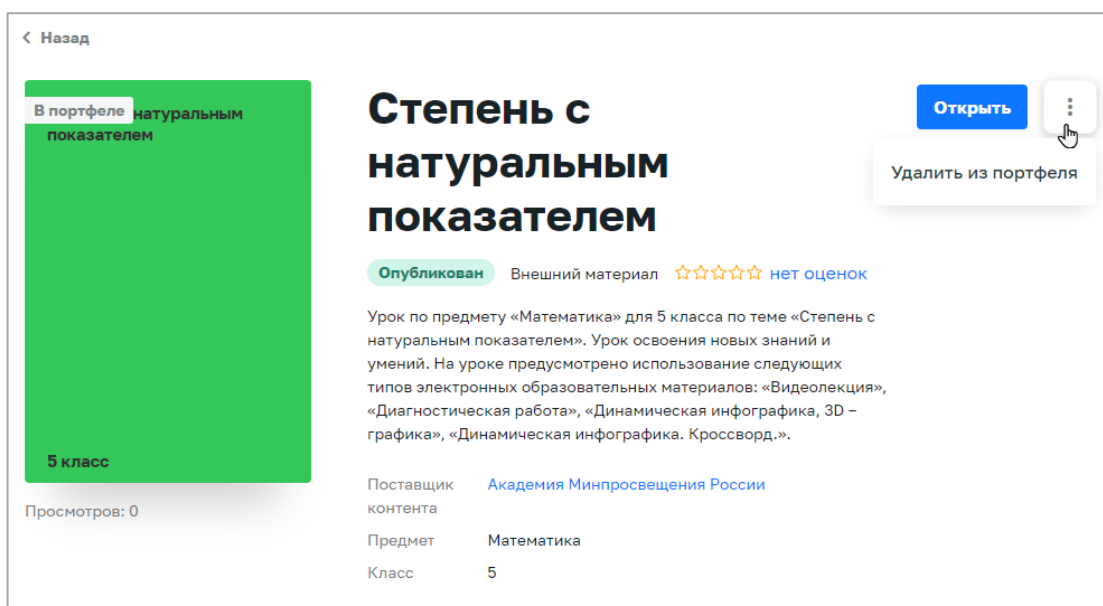 Назад
В портфеле натуральным
показателем
5 класс
Просмотров: 0
Степень с
натуральным
показателем
Открыть
Удалить из портфеля
Опубликован Внешний материал нет оценок
Урок по предмету «Математика» для 5 класса по теме «Степень с
натуральным показателем». Урок освоения новых знаний и
умений. На уроке предусмотрено использование следующих
типов электронных образовательных материалов: «Видеолекция»,
«Диагностическая работа», «Динамическая инфографика, 3D –
графика», «Динамическая инфографика. Кроссворд.».
Поставщик Академия Минпросвещения России
контента
Предмет Математика
Класс 5